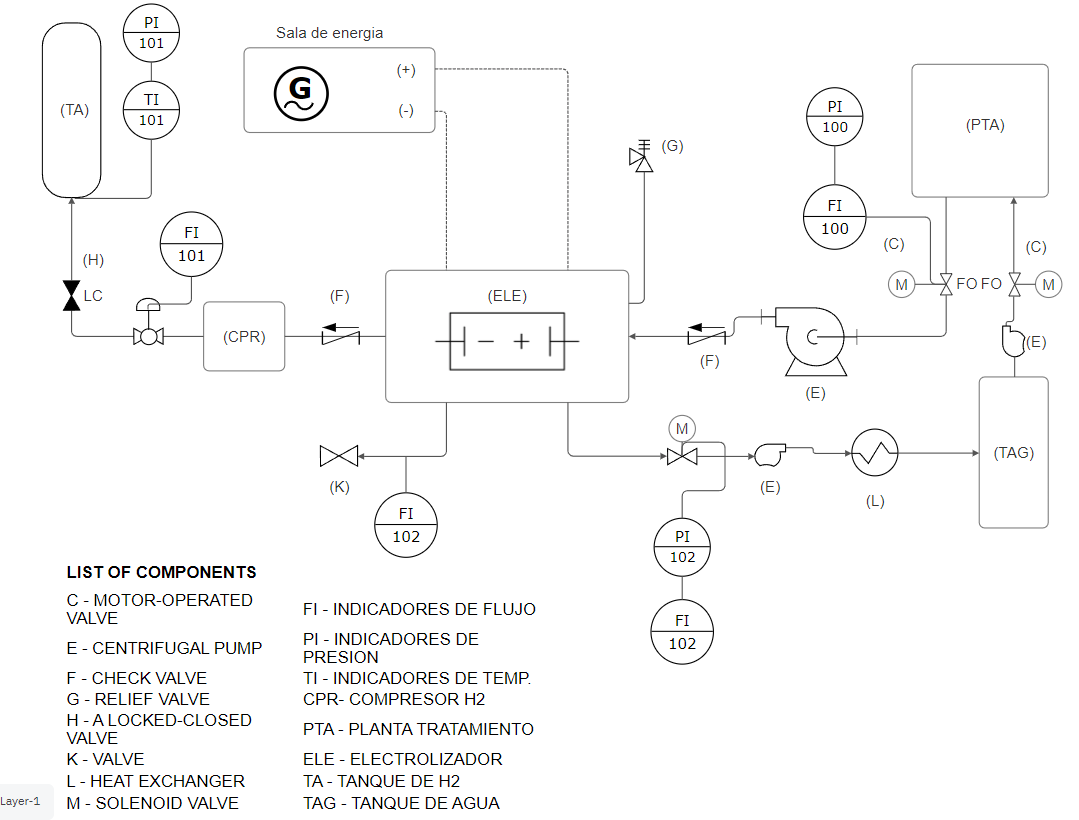 PI
101
TI
101
(TA)
Sala de energia
G
(+)
(-)
(G)
PI
100
FI
100
(PTA)
(C)
(C)
FI
101
(H)
LC
M
FO FO
M
(F)
(ELE)
(CPR)
C
(F)
(E)
(E)
M
(TAG)
(K)
(E)
(L)
FI
102
PI
102
FI
102
LIST OF COMPONENTS
C - MOTOR-OPERATED
VALVE
E - CENTRIFUGAL PUMP
F - CHECK VALVE
G - RELIEF VALVE
H - A LOCKED-CLOSED
VALVE
K - VALVE
L - HEAT EXCHANGER
M - SOLENOID VALVE
FI - INDICADORES DE FLUJO
PI - INDICADORES DE
PRESION
TI - INDICADORES DE TEMP.
CPR- COMPRESOR H2
PTA - PLANTA TRATAMIENTO
ELE - ELECTROLIZADOR
TA - TANQUE DE H2
TAG - TANQUE DE AGUA
Layer-1